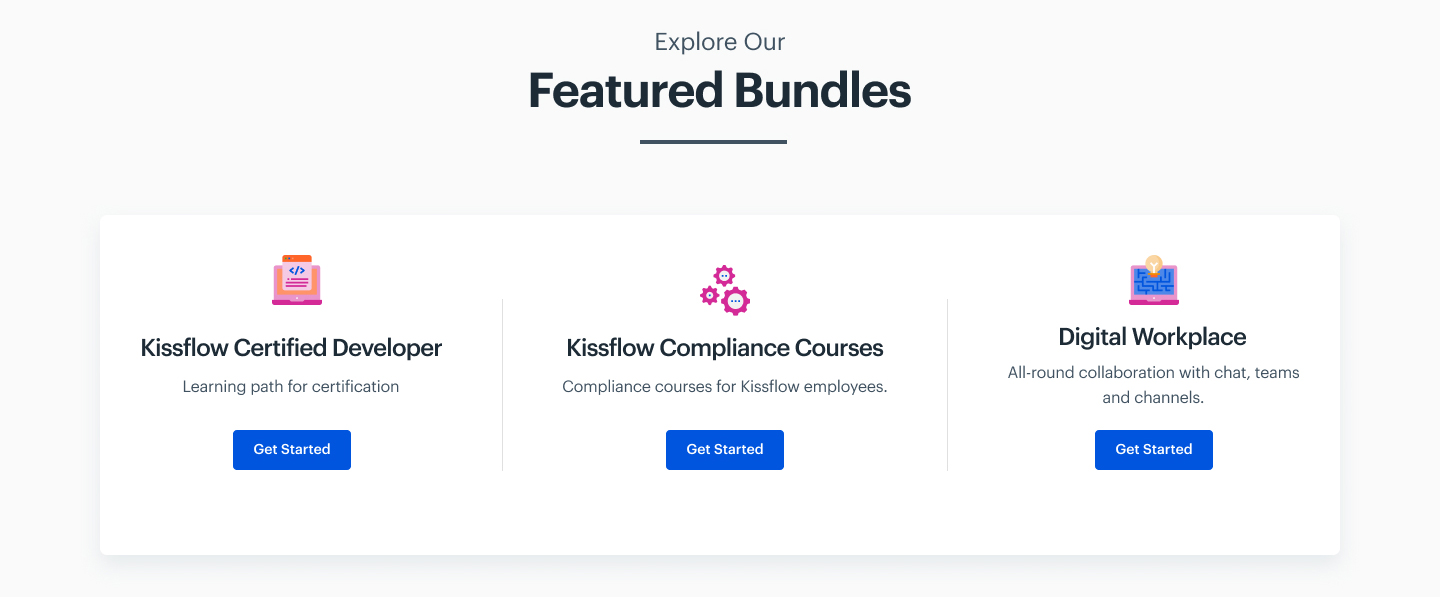 Explore Our
Featured Bundles
Kissflow Certified Developer
Learning path for certification
Get Started
Kissflow Compliance Courses
Compliance courses for Kissflow employees.
Get Started
Digital Workplace
All-round collaboration with chat, teams
and channels.
Get Started